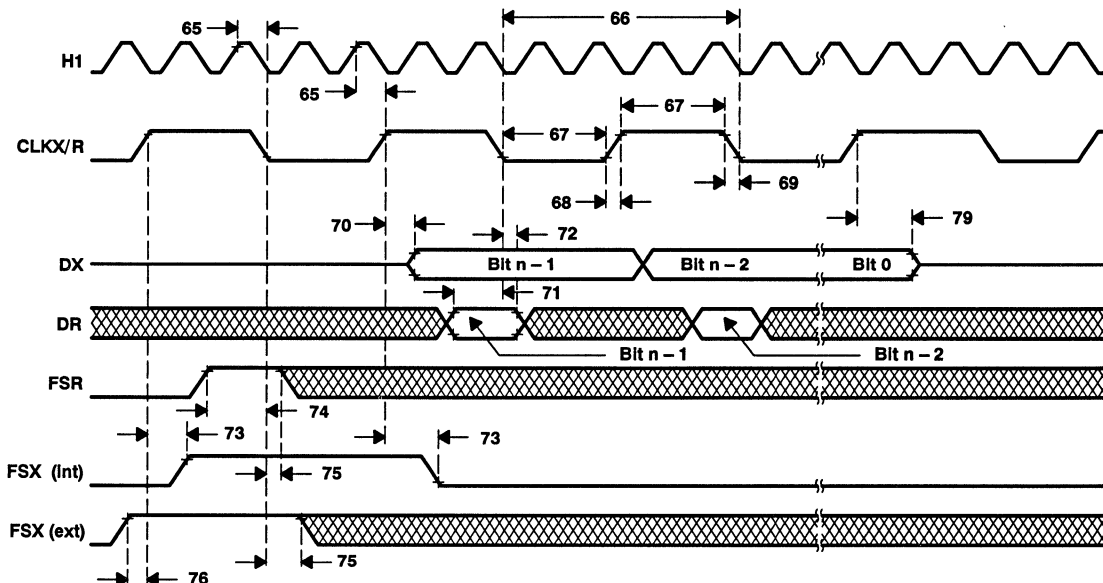 65
66
H1
65
67
CLKX/R
67
68
69
70
72
79
DX
Bit n – 1
Bit n – 2
Bit 0
71
DR
Bit n – 1
Bit n – 2
FSR
74
73
73
FSX (Int)
75
FSX (ext)
75
76